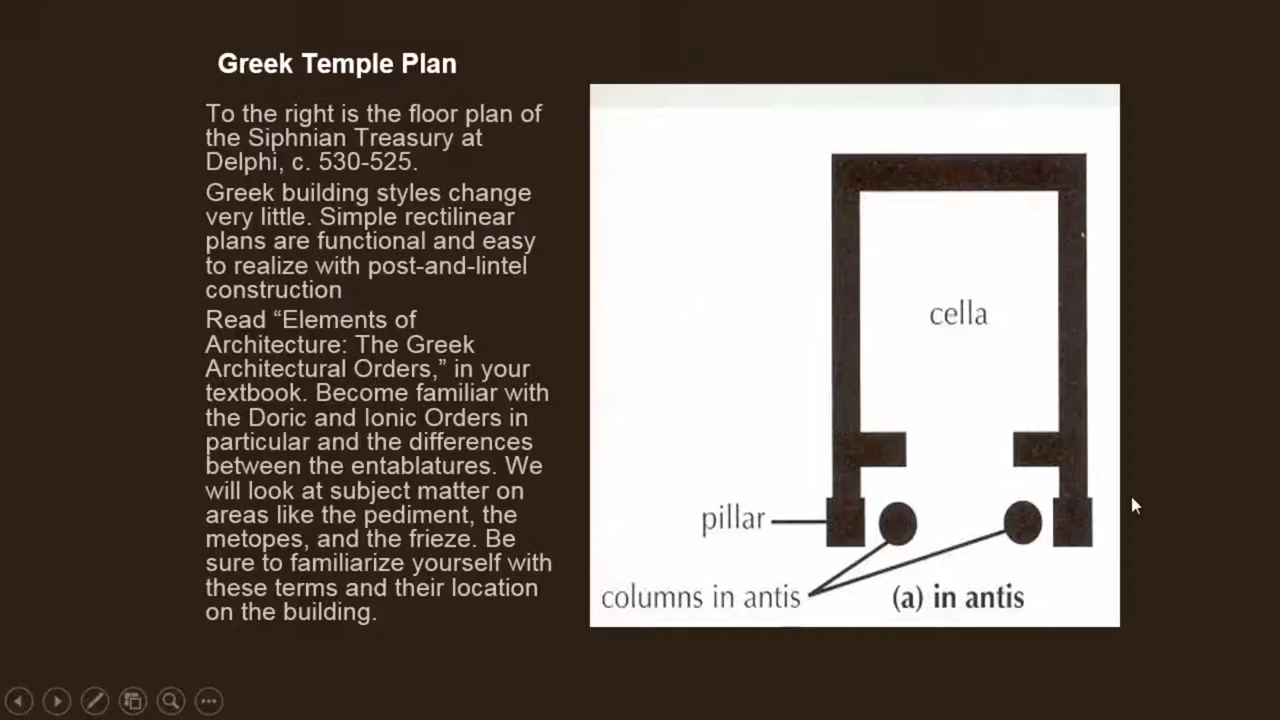 Greek Temple Plan
To the right is the floor plan of
the Siphnian Treasury at
Delphi, c. 530-525.
Greek building styles change
very little. Simple rectilinear
plans are functional and easy
to realize with post-and-lintel
construction
Read “Elements of
Architecture: The Greek
Architectural Orders,” in your
textbook. Become familiar with
the Doric and Ionic Orders in
particular and the differences
between the entablatures. We
will look at subject matter on
areas like the pediment, the
metopes, and the frieze. Be
sure to familiarize yourself with
these terms and their location
on the building.
cella
pillar
columns in antis
(a) in antis